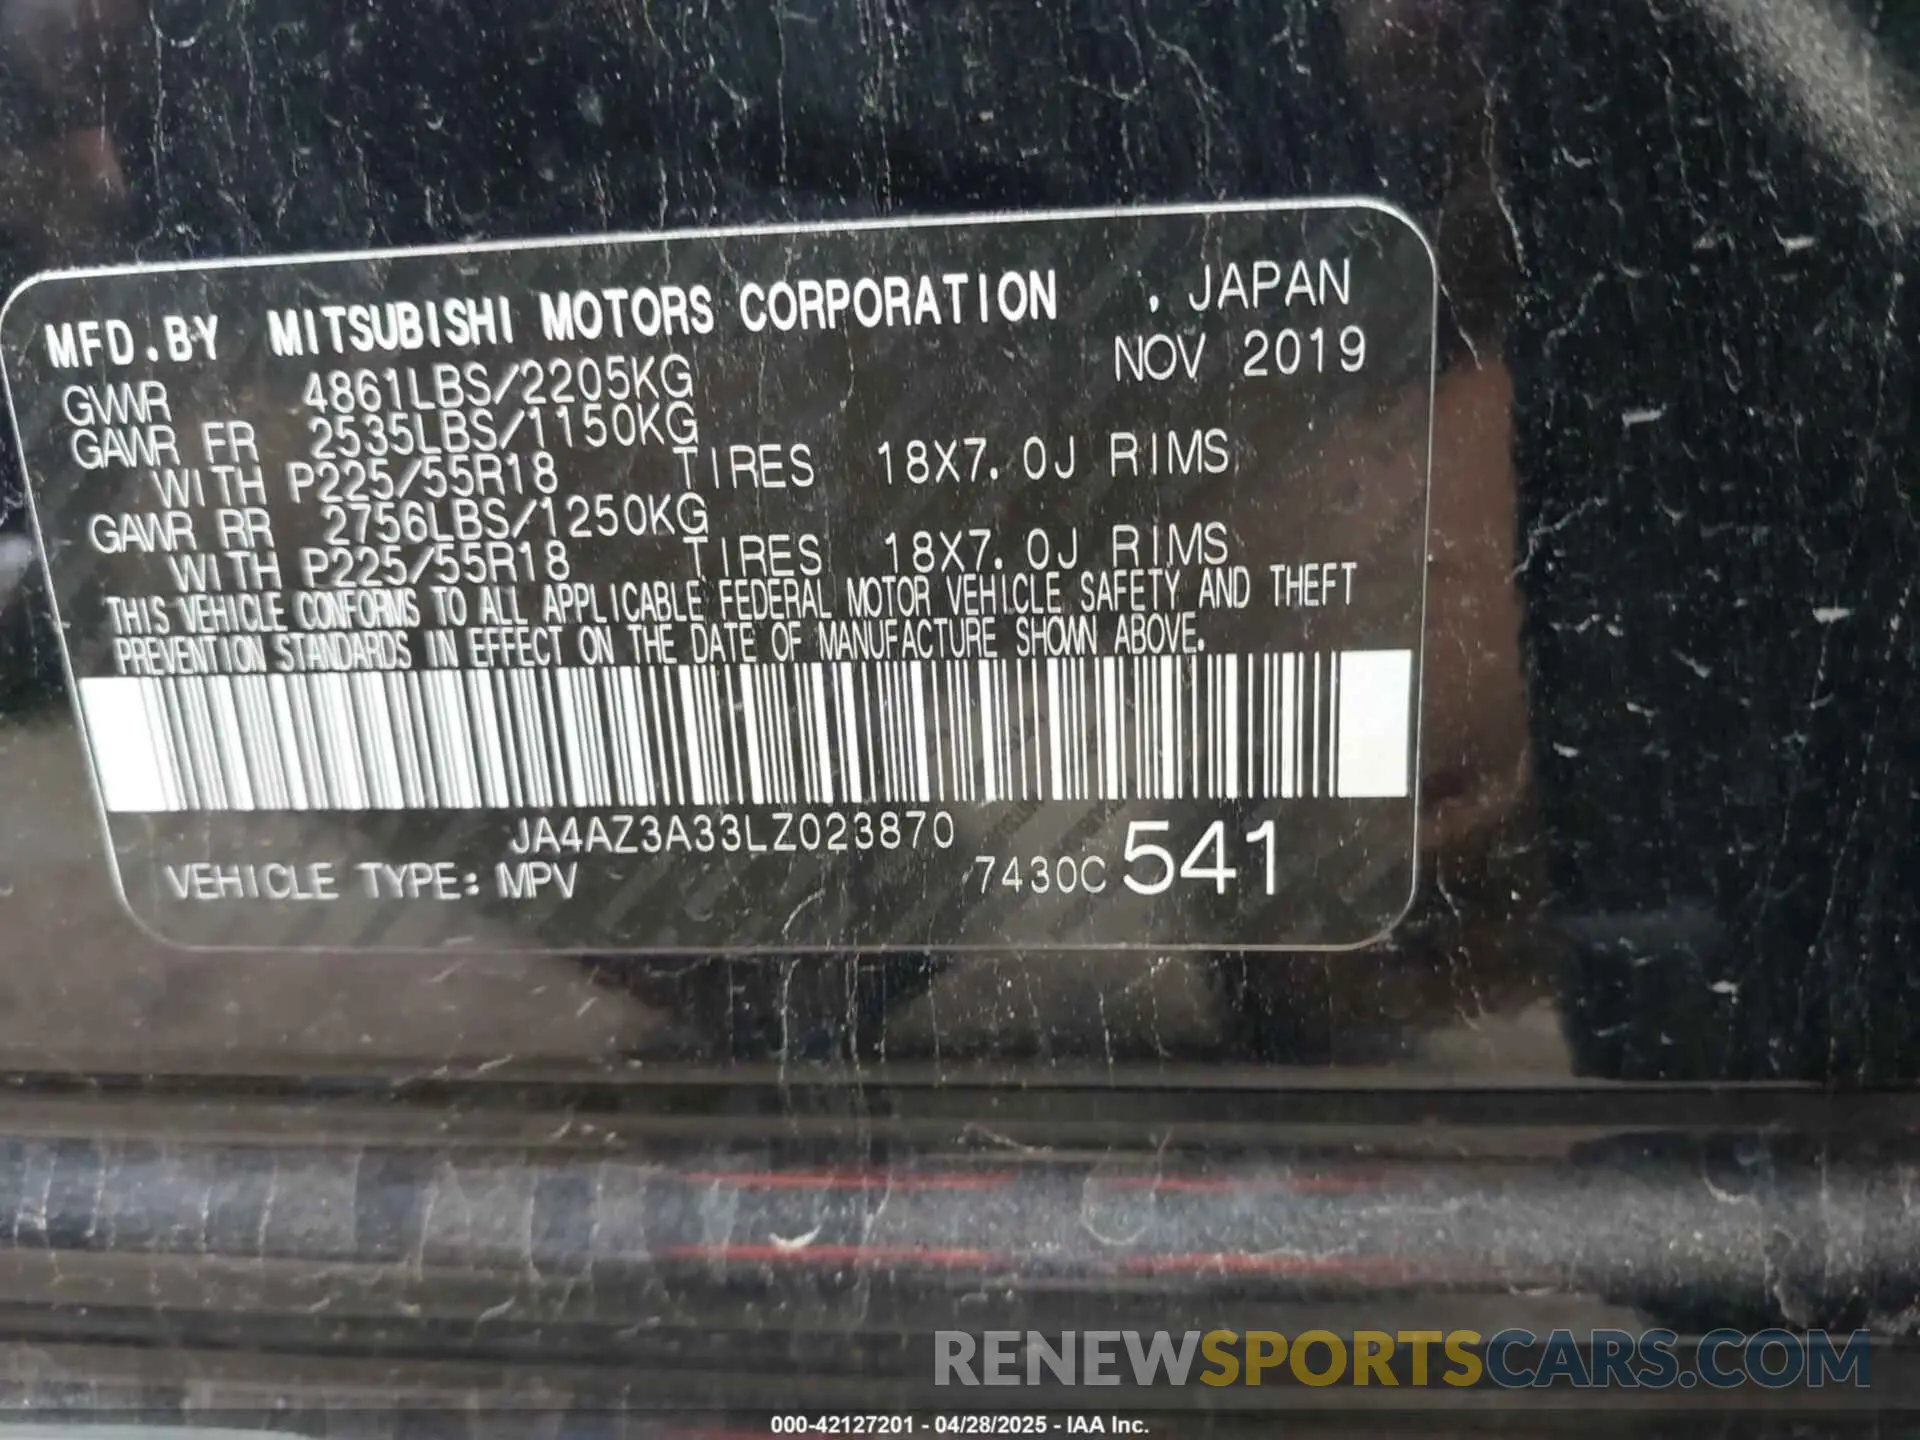 MFD.BY MITSUBISHI MOTORS CORPORATION , JAPAN
NOV 2019
GVWR 4861LBS/2205KG
GAWR FR 2535LBS/1150KG
WITH P225/55R18 TIRES 18X7.0J RIMS
GAWR RR 2756LBS/1250KG
WITH P225/55R18 TIRES 18X7.0J RIMS
THIS VEHICLE CONFORMS TO ALL APPLICABLE FEDERAL MOTOR VEHICLE SAFETY AND THEFT
PREVENTION STANDARDS IN EFFECT ON THE DATE OF MANUFACTURE SHOWN ABOVE.
JA4AZ3A33LZ023870
VEHICLE TYPE: MPV 7430C 541
RENEWSPORTSCARS.COM
000-42127201 - 04/28/2025 - IAA Inc.